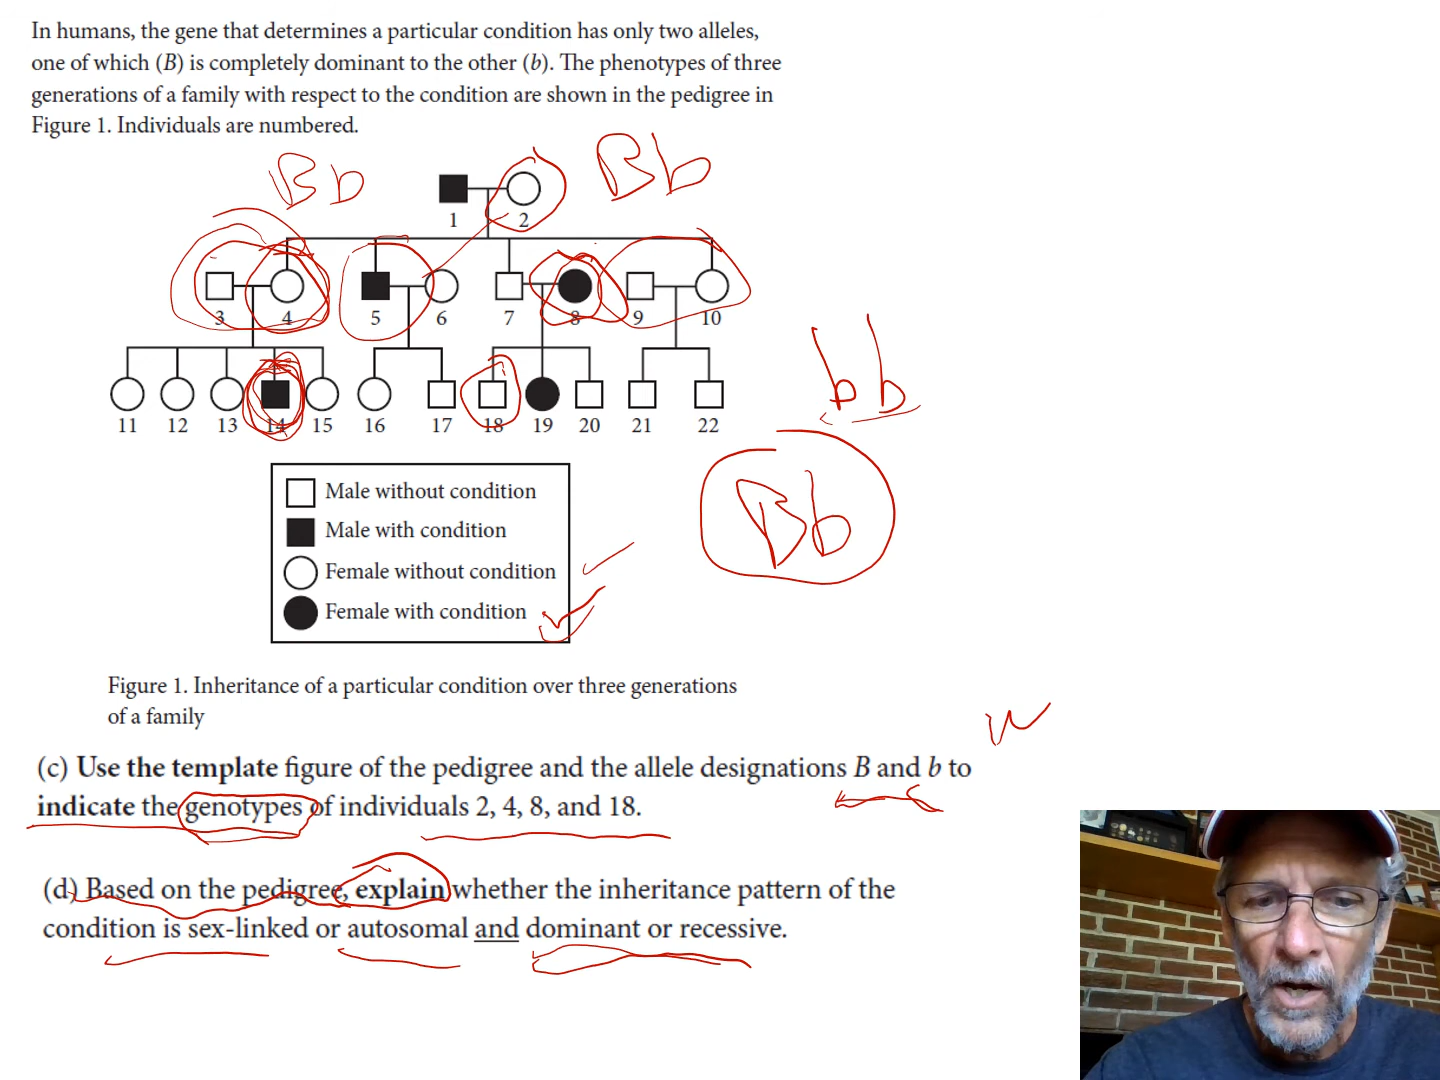 In humans, the gene that determines a particular condition has only two alleles,
one of which (B) is completely dominant to the other (b). The phenotypes of three
generations of a family with respect to the condition are shown in the pedigree in
Figure 1. Individuals are numbered.
Bb Bb
1 2
3 4 5 6 7 8 9 10
bb
11 12 13 14 15 16 17 18 19 20 21 22
Bb
Male without condition
Male with condition
Female without condition
Female with condition
Figure 1. Inheritance of a particular condition over three generations
of a family
(c) Use the template figure of the pedigree and the allele designations B and b to
indicate the genotypes of individuals 2, 4, 8, and 18.
(d) Based on the pedigree, explain whether the inheritance pattern of the
condition is sex-linked or autosomal and dominant or recessive.